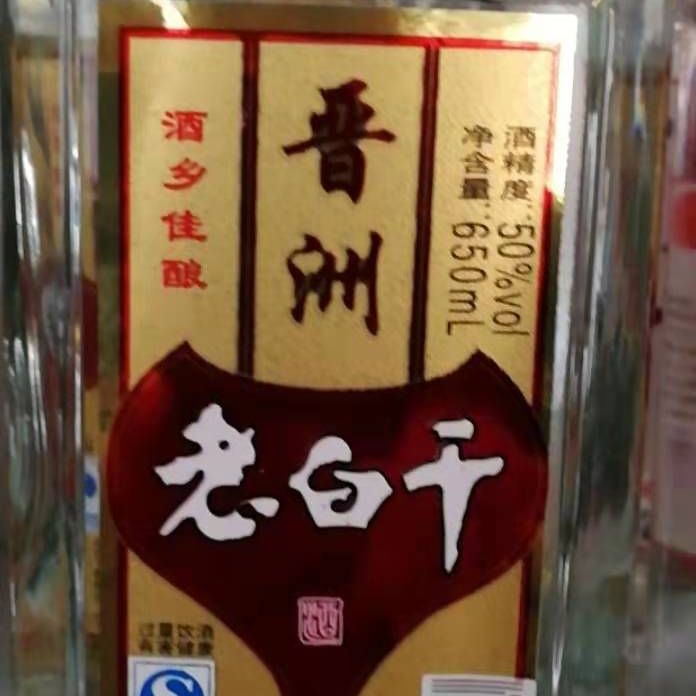 晋洲
酒乡佳酿
酒精度:50%vol
净含量:650mL
老白干
过量饮酒
有害健康